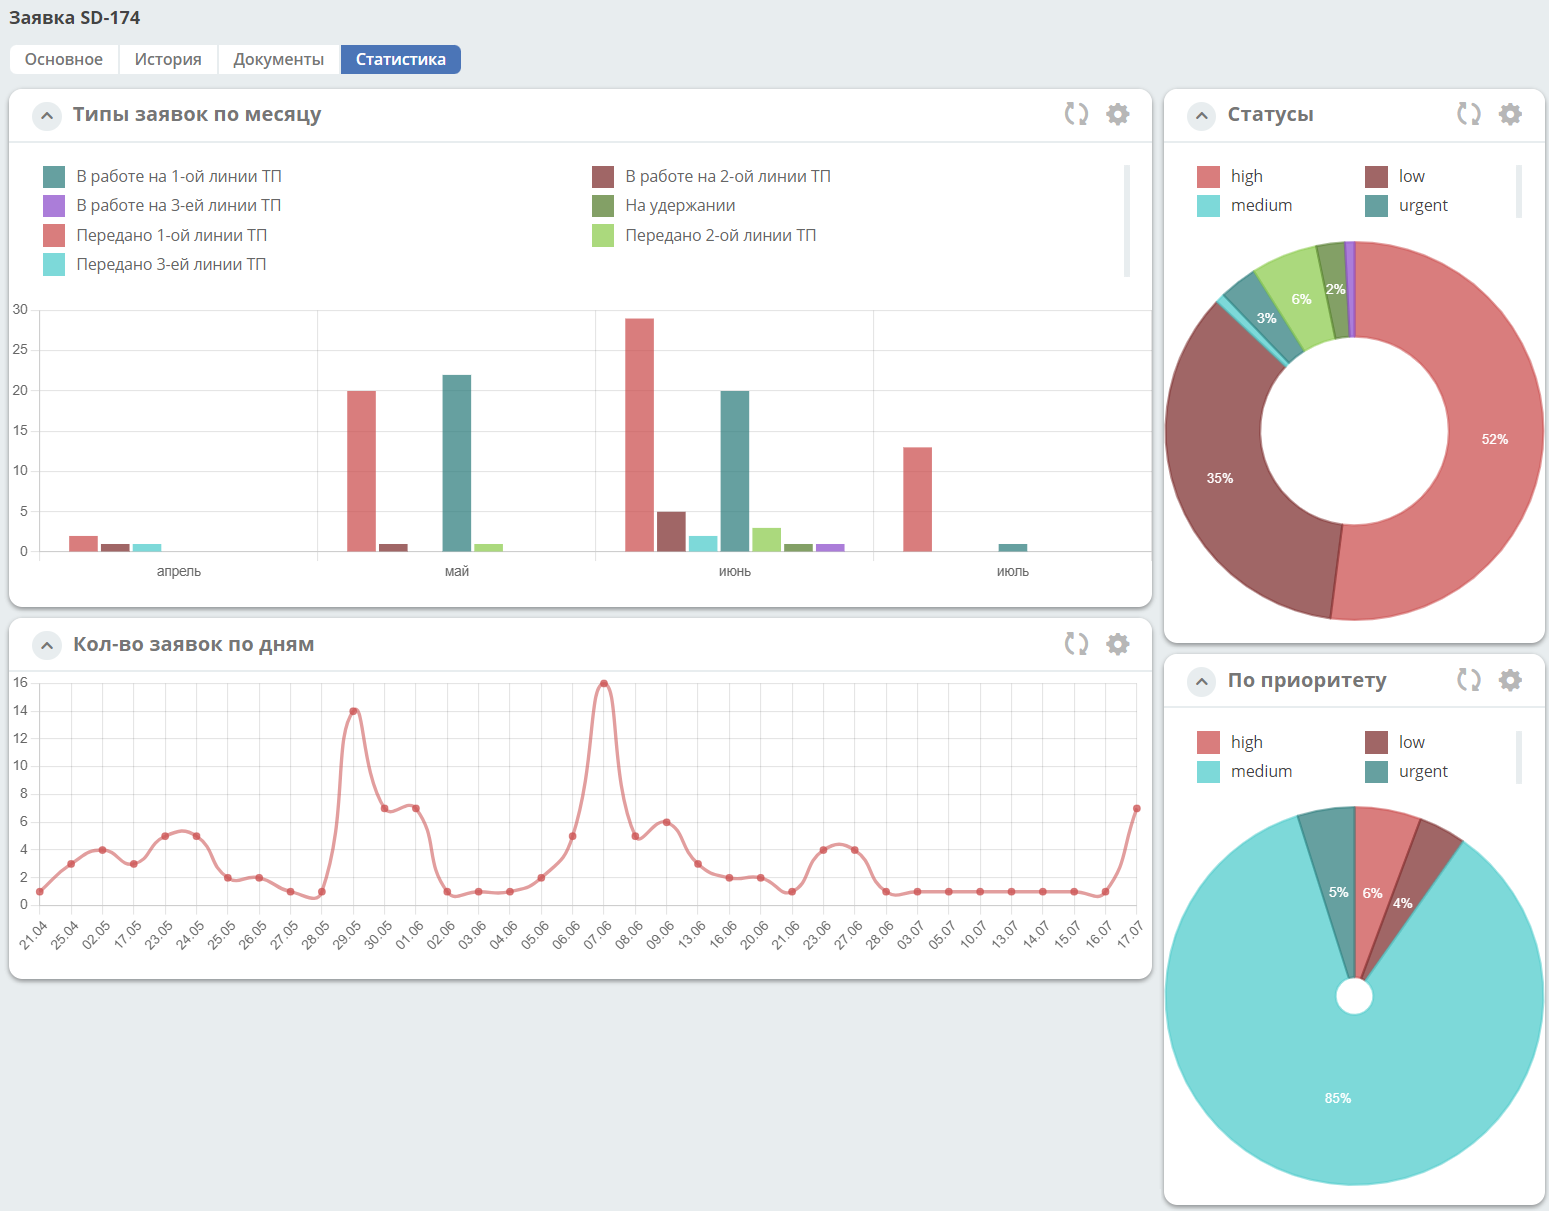 Заявка SD-174
Основное
История
Документы
Статистика
Типы заявок по месяцу
В работе на 1-ой линии ТП
В работе на 2-ой линии ТП
В работе на 3-ей линии ТП
На удержании
Передано 1-ой линии ТП
Передано 2-ой линии ТП
Передано 3-ей линии ТП
30
25
20
15
10
5
0
апрель
май
июнь
июль
Кол-во заявок по дням
16
14
12
10
8
6
4
2
0
21.04
25.04
02.05
17.05
23.05
24.05
25.05
26.05
27.05
28.05
29.05
30.05
01.06
02.06
03.06
04.06
05.06
06.06
07.06
08.06
09.06
13.06
16.06
20.06
21.06
23.06
27.06
28.06
03.07
05.07
10.07
13.07
14.07
15.07
16.07
17.07
Статусы
high
low
medium
urgent
2%
6%
3%
52%
35%
По приоритету
high
low
medium
urgent
5%
6%
4%
85%